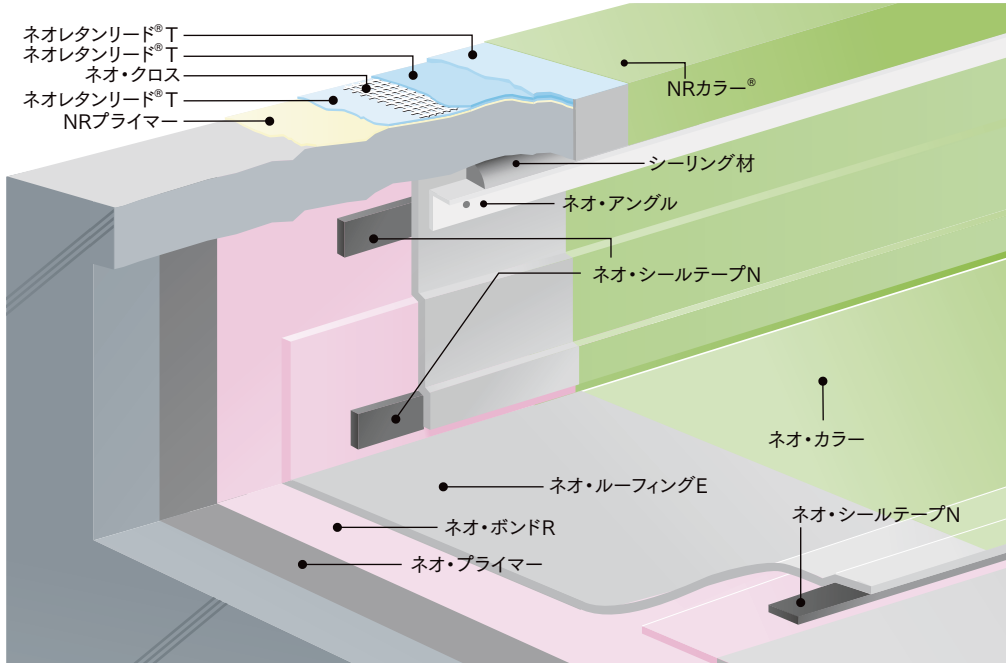 ネオレタンリード®T
ネオレタンリード®T
ネオ・クロス
ネオレタンリード®T
NRプライマー
NRカラー®
シーリング材
ネオ・アングル
ネオ・シールテープN
ネオ・カラー
ネオ・ルーフィングE
ネオ・シールテープN
ネオ・ボンドR
ネオ・プライマー